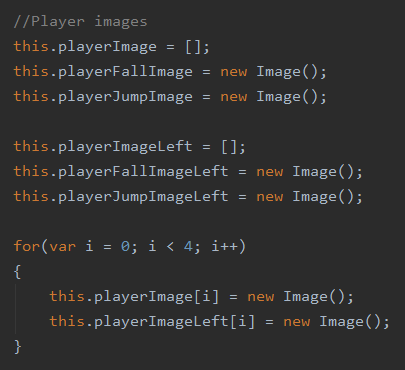 //Player images
this.playerImage = [];
this.playerFallImage = new Image();
this.playerJumpImage = new Image();

this.playerImageLeft = [];
this.playerFallImageLeft = new Image();
this.playerJumpImageLeft = new Image();

for(var i = 0; i < 4; i++)
{
    this.playerImage[i] = new Image();
    this.playerImageLeft[i] = new Image();
}